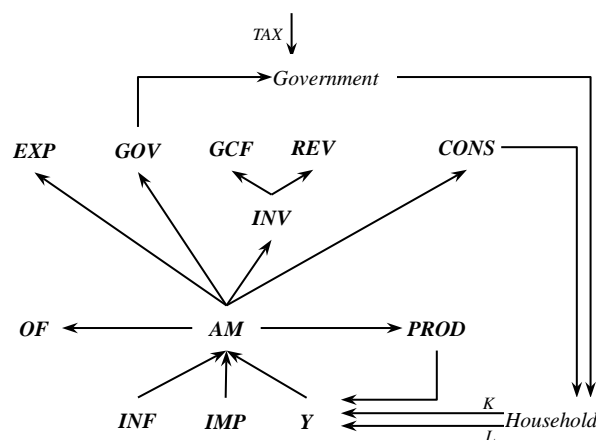 TAX
Government
EXP GOV GCF REV CONS
INV
OF AM PROD
INF IMP Y
K
Household
L